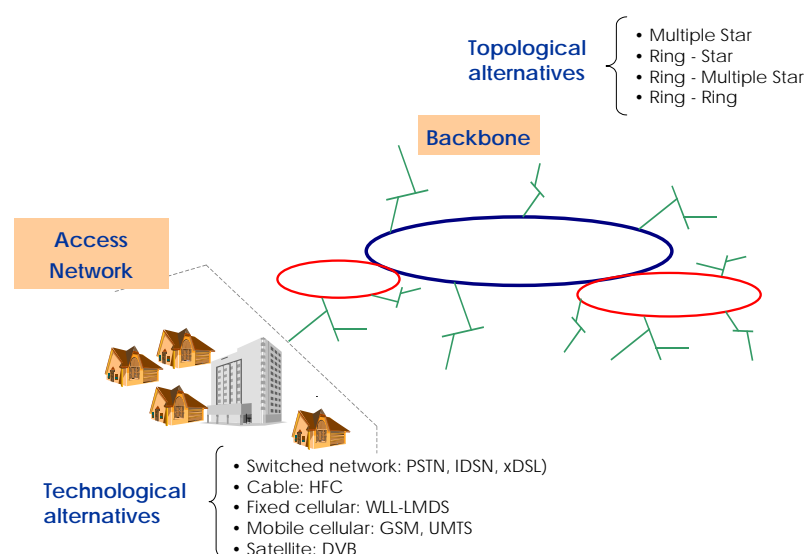 Topological
alternatives
• Multiple Star
• Ring - Star
• Ring - Multiple Star
• Ring - Ring
Backbone
Access
Network
Technological
alternatives
• Switched network: PSTN, IDSN, xDSL)
• Cable: HFC
• Fixed cellular: WLL-LMDS
• Mobile cellular: GSM, UMTS
• Satellite: DVB